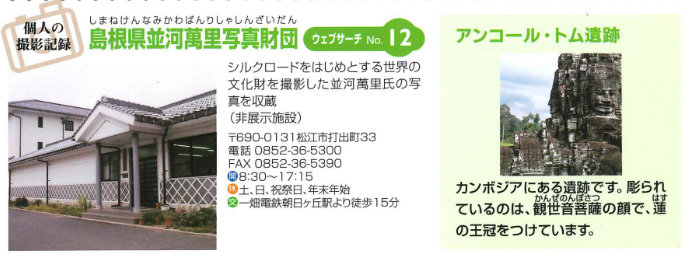 個人の
撮影記録
しまねけんなみかわばんりしゃしんざいだん
島根県並河萬里写真財団
ウェブサーチ No.12
シルクロードをはじめとする世界の
文化財を撮影した並河萬里氏の写
真を収蔵
(非展示施設)
〒690-0131松江市打出町33
電話 0852-36-5300
FAX 0852-36-5390
開8:30〜17:15
休土、日、祝祭日、年末年始
交一畑電鉄朝日ヶ丘駅より徒歩15分
アンコール・トム遺跡
カンボジアにある遺跡です。彫られ
かんぜのんぼさつ はす
ているのは、観世音菩薩の顔で、蓮
の王冠をつけています。